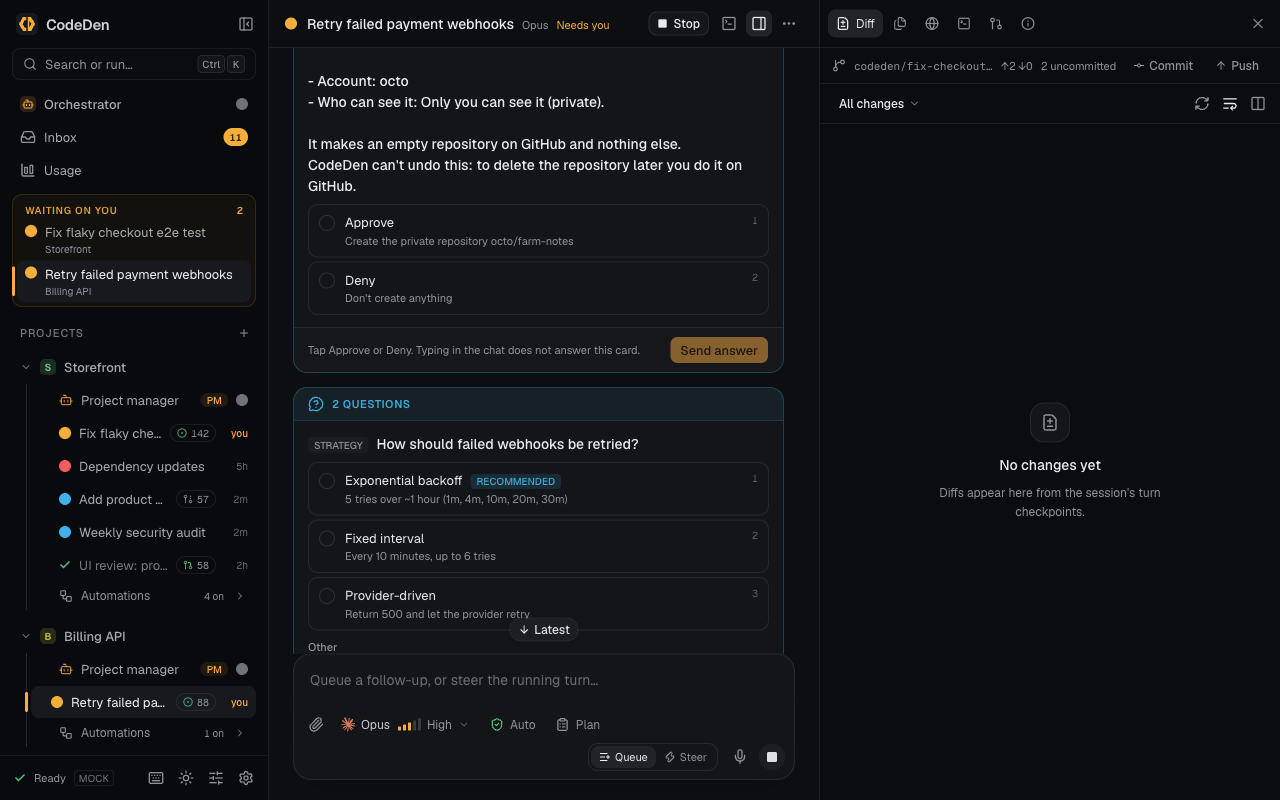 CodeDen
Search or run… Ctrl K
Orchestrator
Inbox 11
Usage
WAITING ON YOU 2
Fix flaky checkout e2e test
Storefront
Retry failed payment webhooks
Billing API
PROJECTS
S Storefront
Project manager PM
Fix flaky che… 142 you
Dependency updates 5h
Add product … 57 2m
Weekly security audit 2m
UI review: pro… 58 2h
Automations 4 on
B Billing API
Project manager PM
Retry failed pa… 88 you
Automations 1 on
Ready MOCK
Retry failed payment webhooks Opus Needs you Stop
- Account: octo
- Who can see it: Only you can see it (private).
It makes an empty repository on GitHub and nothing else.
CodeDen can't undo this: to delete the repository later you do it on
GitHub.
Approve 1
Create the private repository octo/farm-notes
Deny 2
Don't create anything
Tap Approve or Deny. Typing in the chat does not answer this card. Send answer
2 QUESTIONS
STRATEGY How should failed webhooks be retried?
Exponential backoff RECOMMENDED 1
5 tries over ~1 hour (1m, 4m, 10m, 20m, 30m)
Fixed interval 2
Every 10 minutes, up to 6 tries
Provider-driven 3
Return 500 and let the provider retry
Latest
Other
Queue a follow-up, or steer the running turn…
Opus High Auto Plan
Queue Steer
Diff
codeden/fix-checkout… ↑2 ↓0 2 uncommitted Commit Push
All changes
No changes yet
Diffs appear here from the session's turn
checkpoints.